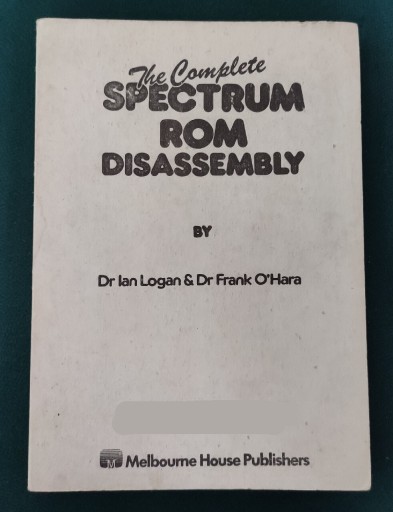 The Complete
SPECTRUM
ROM
DISASSEMBLY
BY
Dr Ian Logan & Dr Frank O'Hara
Melbourne House Publishers